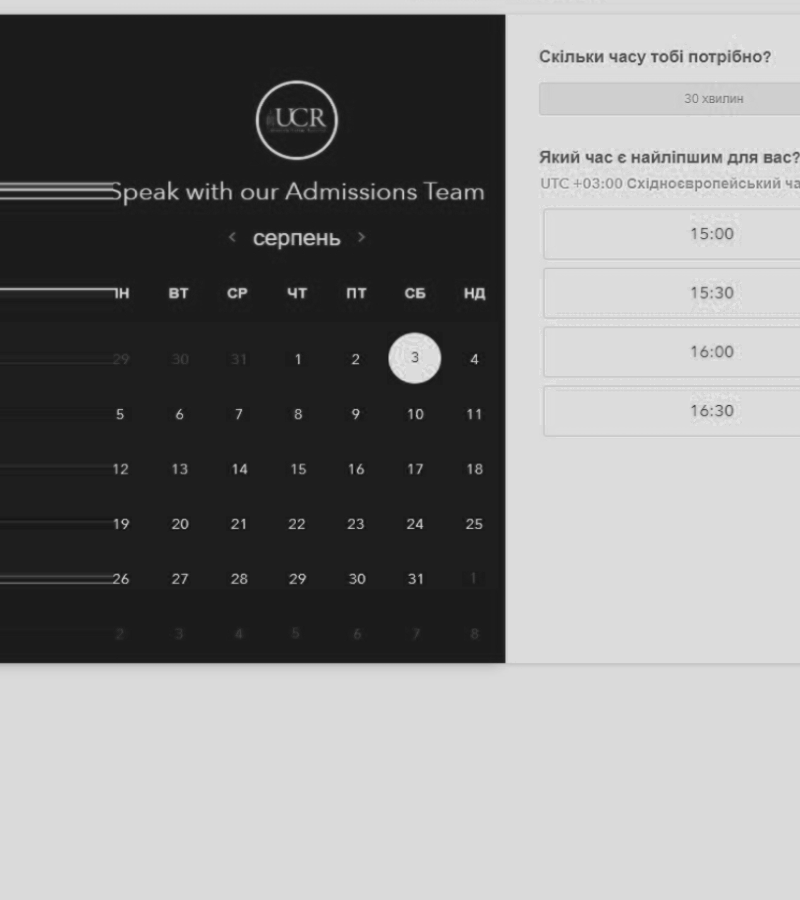 UCR
Speak with our Admissions Team
серпень
ВТ СР ЧТ ПТ СБ НД
29 30 31 1 2 3 4
5 6 7 8 9 10 11
12 13 14 15 16 17 18
19 20 21 22 23 24 25
26 27 28 29 30 31 1
2 3 4 5 6 7 8
Скільки часу тобі потрібно?
30 хвилин
Який час є найліпшим для вас?
UTC +03:00 Східноєвропейський
15:00
15:30
16:00
16:30